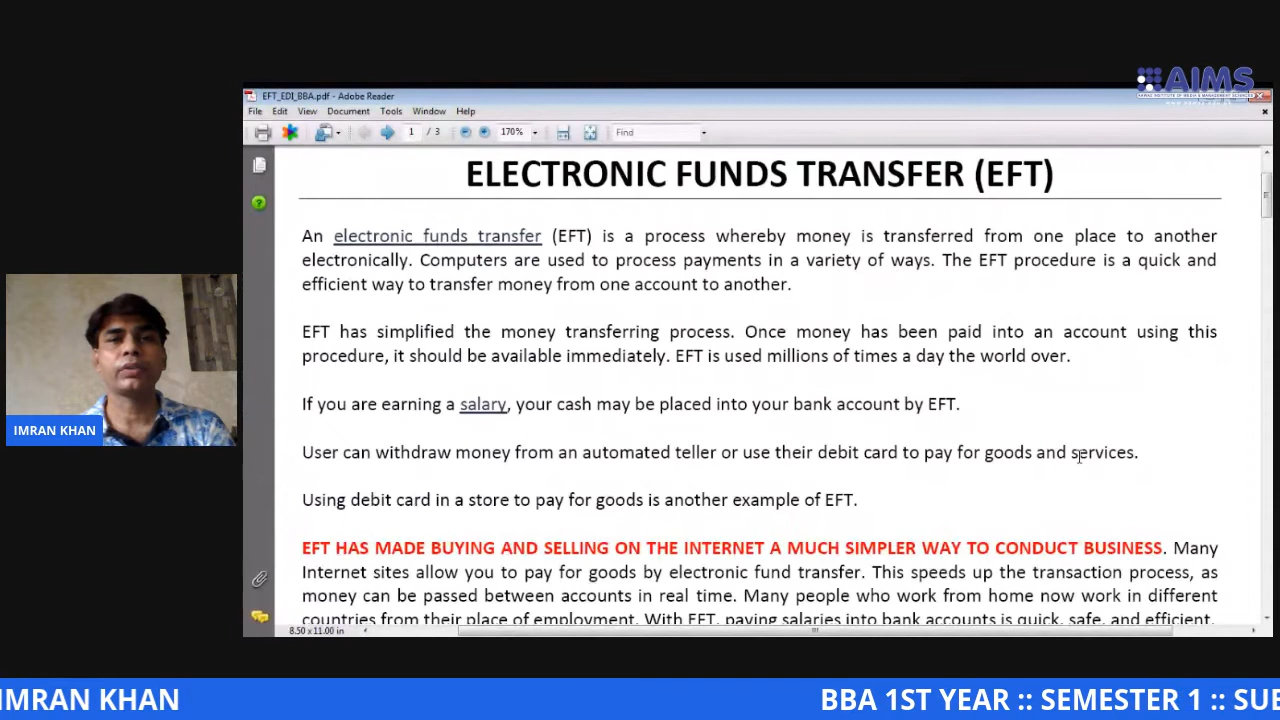 AIMS
EFT_EDI_BBA.pdf - Adobe Reader
File Edit View Document Tools Window Help
1 / 3 170% Find
ELECTRONIC FUNDS TRANSFER (EFT)
An electronic funds transfer (EFT) is a process whereby money is transferred from one place to another
electronically. Computers are used to process payments in a variety of ways. The EFT procedure is a quick and
efficient way to transfer money from one account to another.
EFT has simplified the money transferring process. Once money has been paid into an account using this
procedure, it should be available immediately. EFT is used millions of times a day the world over.
If you are earning a salary, your cash may be placed into your bank account by EFT.
User can withdraw money from an automated teller or use their debit card to pay for goods and services.
Using debit card in a store to pay for goods is another example of EFT.
EFT HAS MADE BUYING AND SELLING ON THE INTERNET A MUCH SIMPLER WAY TO CONDUCT BUSINESS. Many
Internet sites allow you to pay for goods by electronic fund transfer. This speeds up the transaction process, as
money can be passed between accounts in real time. Many people who work from home now work in different
countries from their place of employment. With EFT, paying salaries into bank accounts is quick, safe, and efficient.
8.50 x 11.00 in
IMRAN KHAN
IMRAN KHAN BBA 1ST YEAR :: SEMESTER 1 :: SU